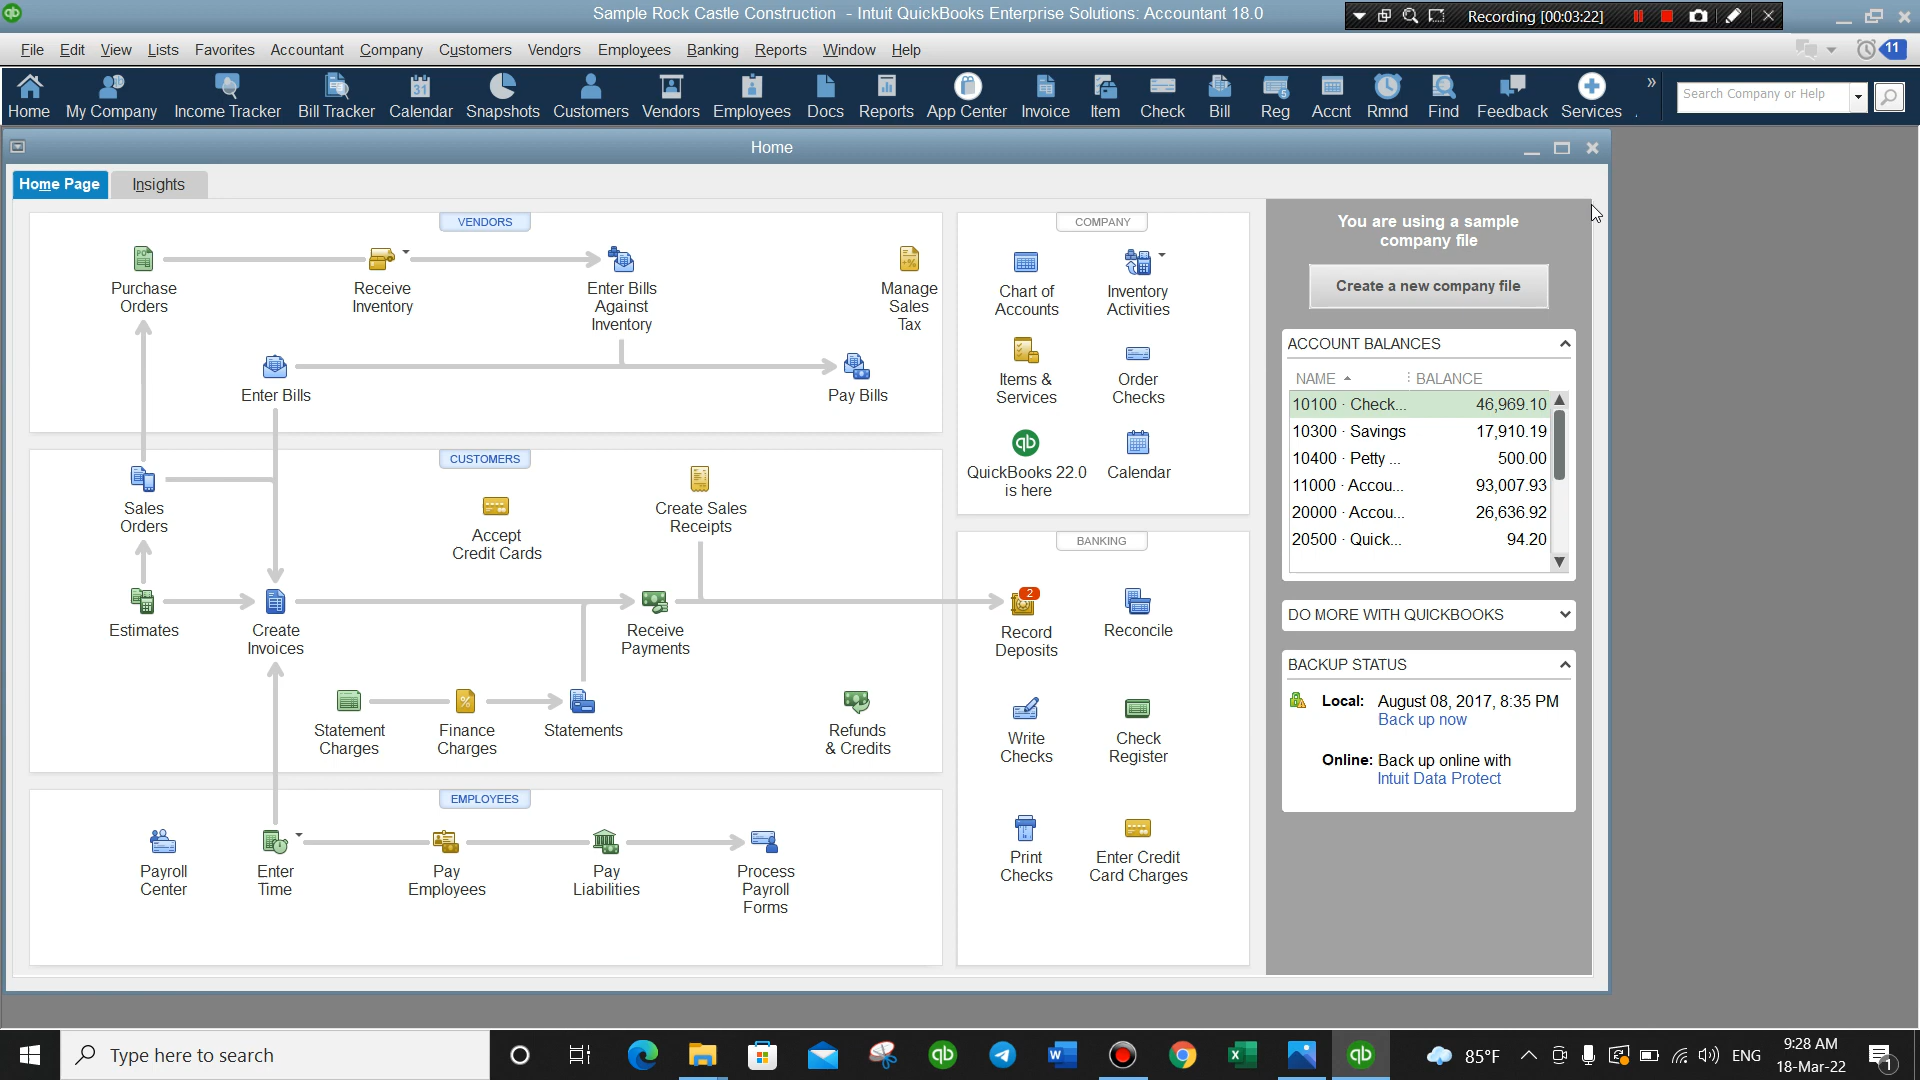 Sample Rock Castle Construction - Intuit QuickBooks Enterprise Solutions: Accountant 18.0
Recording [00:03:22]
File Edit View Lists Favorites Accountant Company Customers Vendors Employees Banking Reports Window Help
11
Home My Company Income Tracker Bill Tracker Calendar Snapshots Customers Vendors Employees Docs Reports App Center Invoice Item Check Bill Reg Accnt Rmnd Find Feedback Services
Search Company or Help
Home
Home Page Insights
VENDORS
Purchase
Orders
Receive
Inventory
Enter Bills
Against
Inventory
Manage
Sales
Tax
Enter Bills
Pay Bills
CUSTOMERS
Sales
Orders
Accept
Credit Cards
Create Sales
Receipts
Estimates
Create
Invoices
Receive
Payments
Statement
Charges
Finance
Charges
Statements
Refunds
& Credits
EMPLOYEES
Payroll
Center
Enter
Time
Pay
Employees
Pay
Liabilities
Process
Payroll
Forms
COMPANY
Chart of
Accounts
Inventory
Activities
Items &
Services
Order
Checks
QuickBooks 22.0
is here
Calendar
BANKING
2
Record
Deposits
Reconcile
Write
Checks
Check
Register
Print
Checks
Enter Credit
Card Charges
You are using a sample
company file
Create a new company file
ACCOUNT BALANCES
NAME BALANCE
10100 · Check... 46,969.10
10300 · Savings 17,910.19
10400 · Petty ... 500.00
11000 · Accou... 93,007.93
20000 · Accou... 26,636.92
20500 · Quick... 94.20
DO MORE WITH QUICKBOOKS
BACKUP STATUS
Local: August 08, 2017, 8:35 PM
Back up now
Online: Back up online with
Intuit Data Protect
Type here to search
85°F
ENG
9:28 AM
18-Mar-22
1